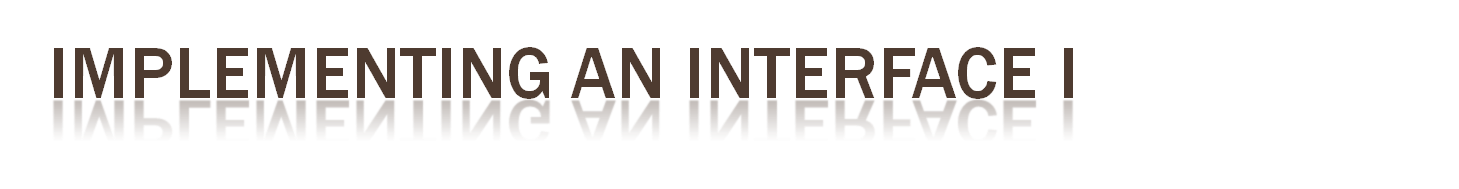 IMPLEMENTING AN INTERFACE I